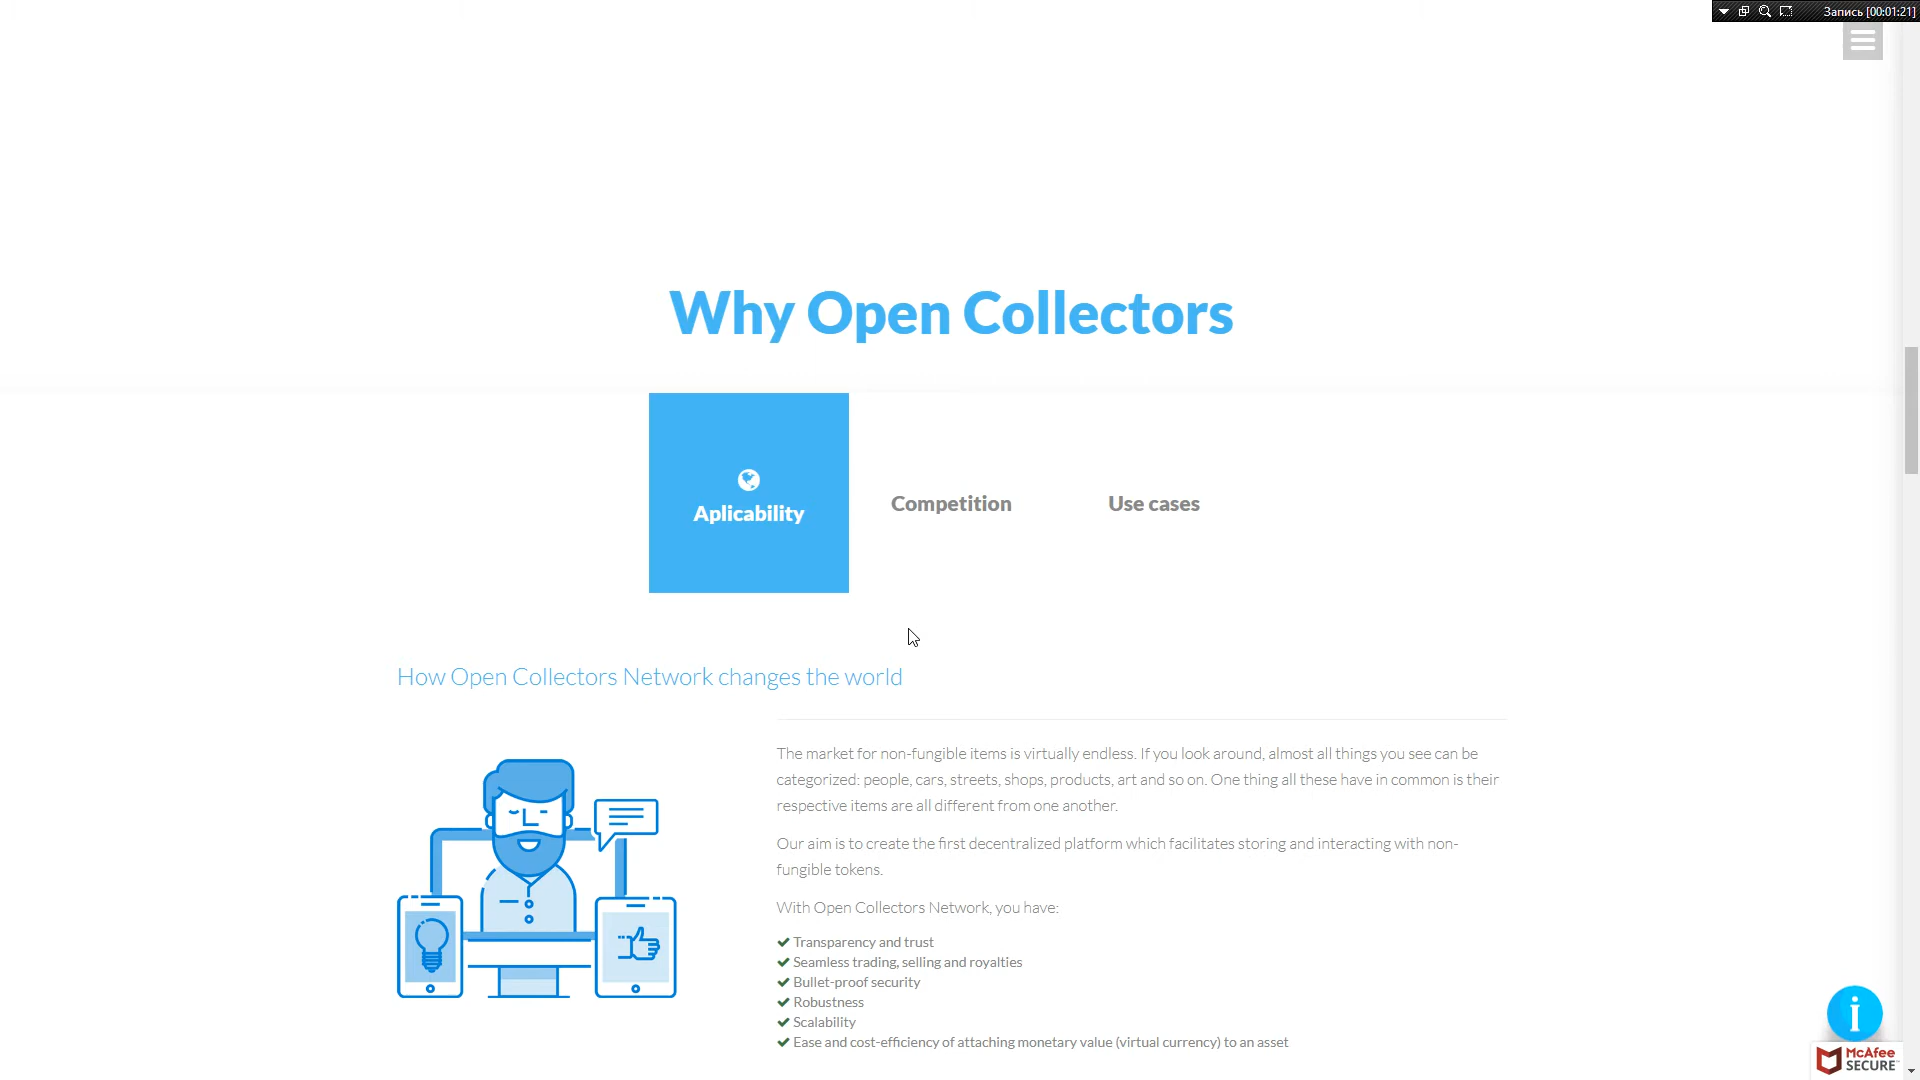 Запись [00:01:21]
Why Open Collectors
Aplicability
Competition
Use cases
How Open Collectors Network changes the world
The market for non-fungible items is virtually endless. If you look around, almost all things you see can be
categorized: people, cars, streets, shops, products, art and so on. One thing all these have in common is their
respective items are all different from one another.
Our aim is to create the first decentralized platform which facilitates storing and interacting with non-
fungible tokens.
With Open Collectors Network, you have:
Transparency and trust
Seamless trading, selling and royalties
Bullet-proof security
Robustness
Scalability
Ease and cost-efficiency of attaching monetary value (virtual currency) to an asset
i
McAfee
SECURE